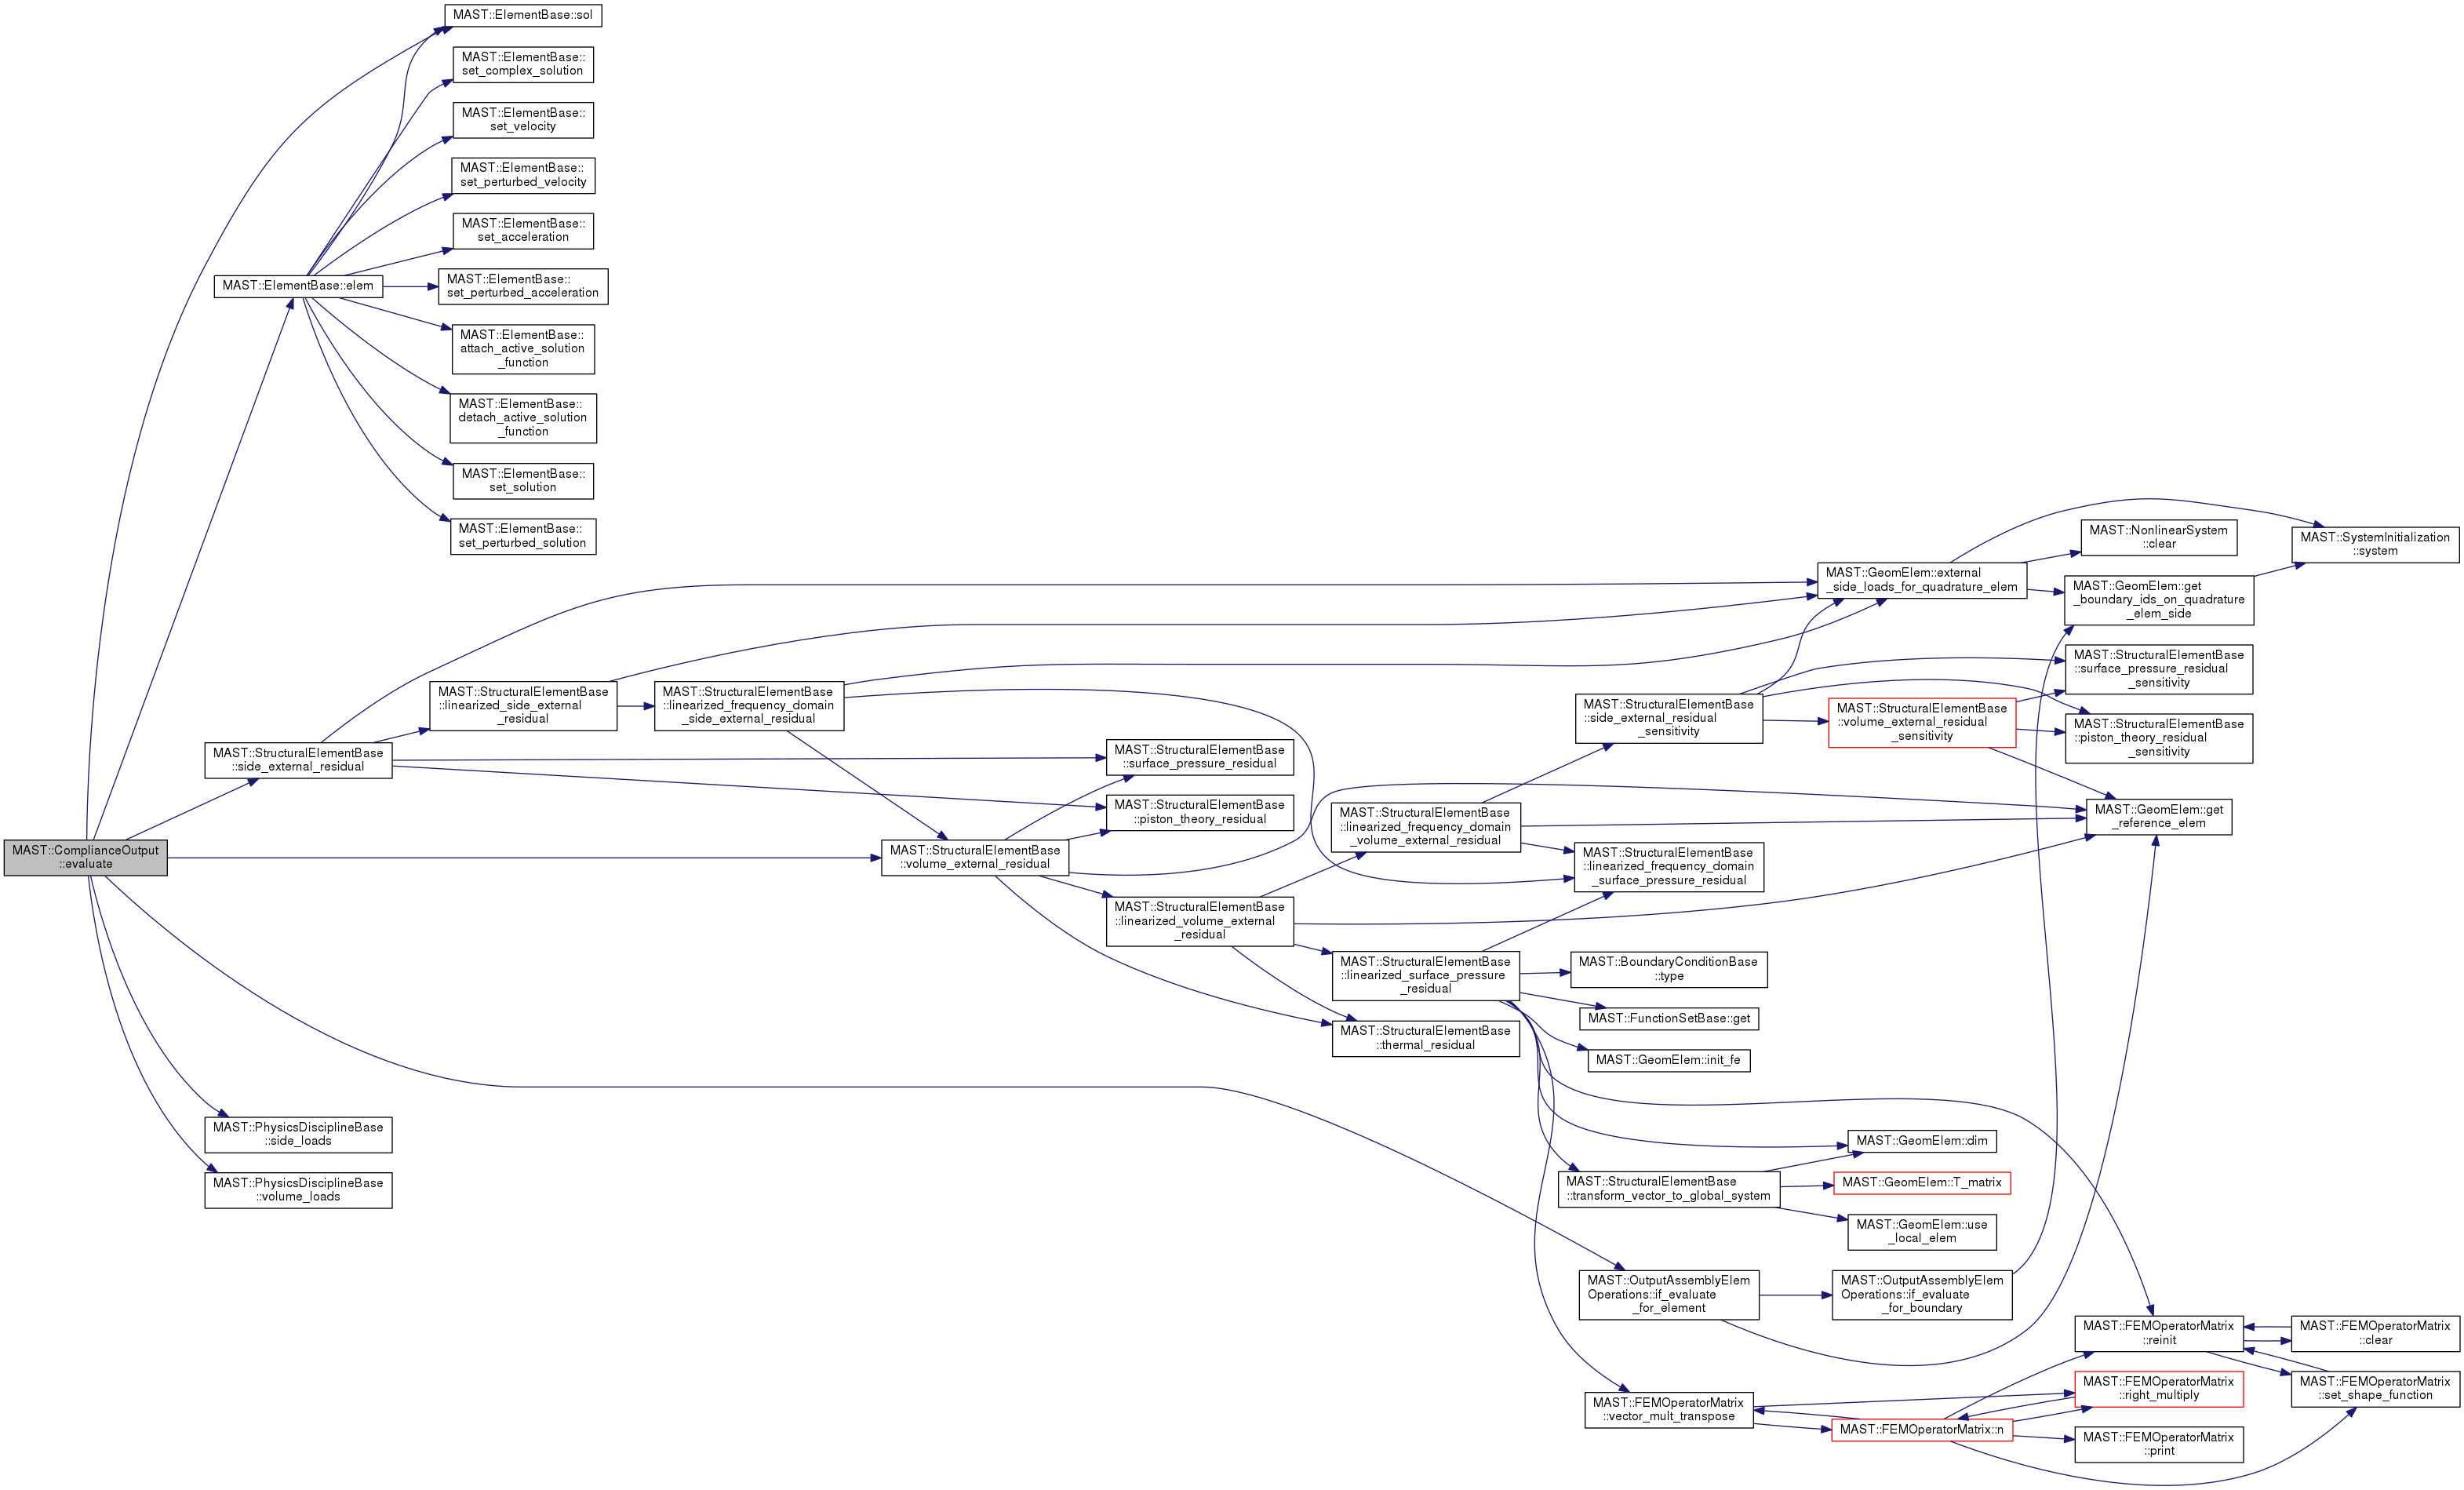 MAST::ElementBase::sol
MAST::ElementBase::
set_complex_solution
MAST::ElementBase::
set_velocity
MAST::ElementBase::
set_perturbed_velocity
MAST::ElementBase::
set_acceleration
MAST::ElementBase::elem
MAST::ElementBase::
set_perturbed_acceleration
MAST::ElementBase::
attach_active_solution
_function
MAST::ElementBase::
detach_active_solution
_function
MAST::ElementBase::
set_solution
MAST::ElementBase::
set_perturbed_solution
MAST::ComplianceOutput
::evaluate
MAST::StructuralElementBase
::side_external_residual
MAST::StructuralElementBase
::linearized_side_external
_residual
MAST::StructuralElementBase
::linearized_frequency_domain
_side_external_residual
MAST::StructuralElementBase
::volume_external_residual
MAST::PhysicsDisciplineBase
::side_loads
MAST::PhysicsDisciplineBase
::volume_loads
MAST::StructuralElementBase
::surface_pressure_residual
MAST::StructuralElementBase
::piston_theory_residual
MAST::StructuralElementBase
::linearized_volume_external
_residual
MAST::StructuralElementBase
::linearized_frequency_domain
_volume_external_residual
MAST::StructuralElementBase
::linearized_surface_pressure
_residual
MAST::StructuralElementBase
::thermal_residual
MAST::StructuralElementBase
::side_external_residual
_sensitivity
MAST::StructuralElementBase
::linearized_frequency_domain
_surface_pressure_residual
MAST::BoundaryConditionBase
::type
MAST::FunctionSetBase::get
MAST::GeomElem::init_fe
MAST::StructuralElementBase
::transform_vector_to_global_system
MAST::OutputAssemblyElem
Operations::if_evaluate
_for_element
MAST::FEMOperatorMatrix
::vector_mult_transpose
MAST::GeomElem::external
_side_loads_for_quadrature_elem
MAST::StructuralElementBase
::volume_external_residual
_sensitivity
MAST::GeomElem::dim
MAST::GeomElem::T_matrix
MAST::GeomElem::use
_local_elem
MAST::OutputAssemblyElem
Operations::if_evaluate
_for_boundary
MAST::FEMOperatorMatrix::n
MAST::NonlinearSystem
::clear
MAST::GeomElem::get
_boundary_ids_on_quadrature
_elem_side
MAST::StructuralElementBase
::surface_pressure_residual
_sensitivity
MAST::StructuralElementBase
::piston_theory_residual
_sensitivity
MAST::GeomElem::get
_reference_elem
MAST::FEMOperatorMatrix
::reinit
MAST::FEMOperatorMatrix
::right_multiply
MAST::FEMOperatorMatrix
::print
MAST::SystemInitialization
::system
MAST::FEMOperatorMatrix
::clear
MAST::FEMOperatorMatrix
::set_shape_function